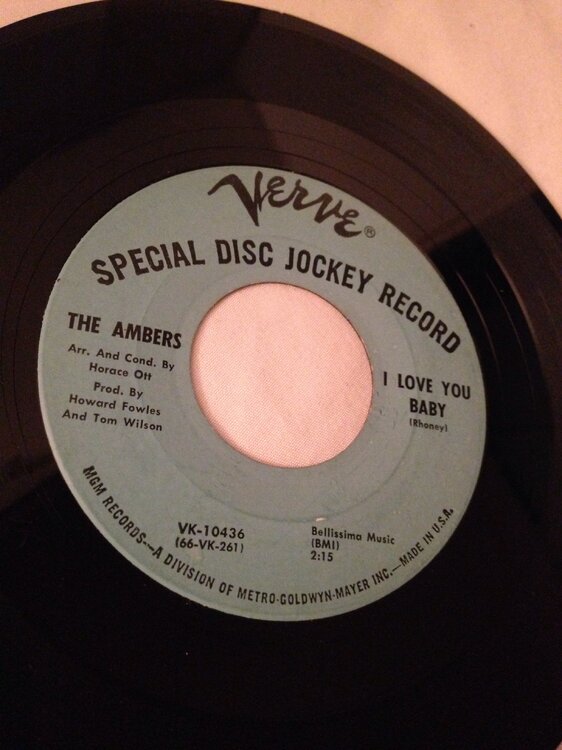 VERVE®
SPECIAL DISC JOCKEY RECORD
THE AMBERS
Arr. And Cond. By
Horace Ott
Prod. By
Howard Fowles
And Tom Wilson
I LOVE YOU
BABY
(Rhoney)
VK-10436
(66-VK-261)
Bellissima Music
(BMI)
2:15
MGM RECORDS—A DIVISION OF METRO-GOLDWYN-MAYER INC.—MADE IN U.S.A.